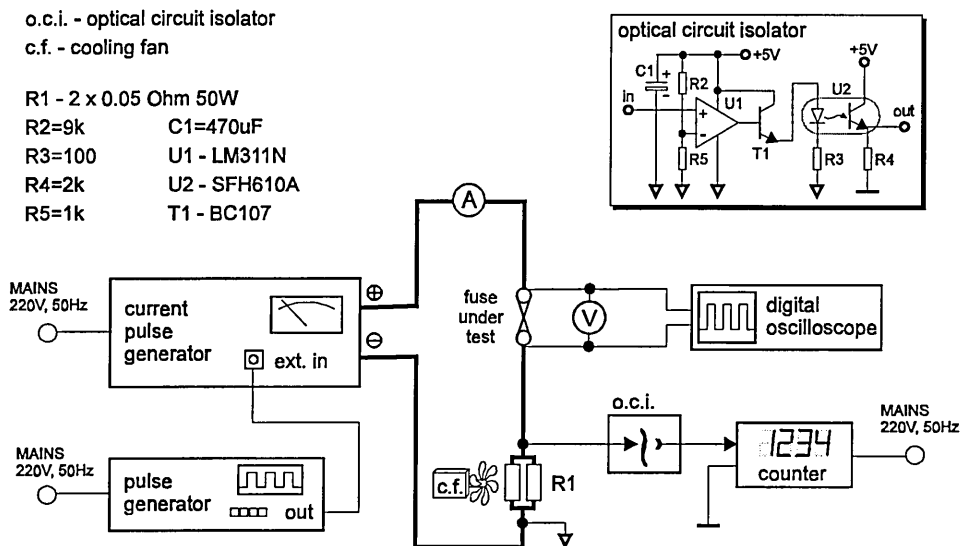 o.c.i. - optical circuit isolator
c.f. - cooling fan
R1 - 2 x 0.05 Ohm 50W
R2=9k C1=470uF
R3=100 U1 - LM311N
R4=2k U2 - SFH610A
R5=1k T1 - BC107
optical circuit isolator
+5V
+5V
C1
+
-
R2
U1
U2
in
+
-
out
R5
T1
R3
R4
A
MAINS
220V, 50Hz
current
pulse
generator
⊕
⊖
ext. in
fuse
under
test
V
digital
oscilloscope
o.c.i.
MAINS
220V, 50Hz
1234
counter
MAINS
220V, 50Hz
pulse
generator
out
c.f.
R1